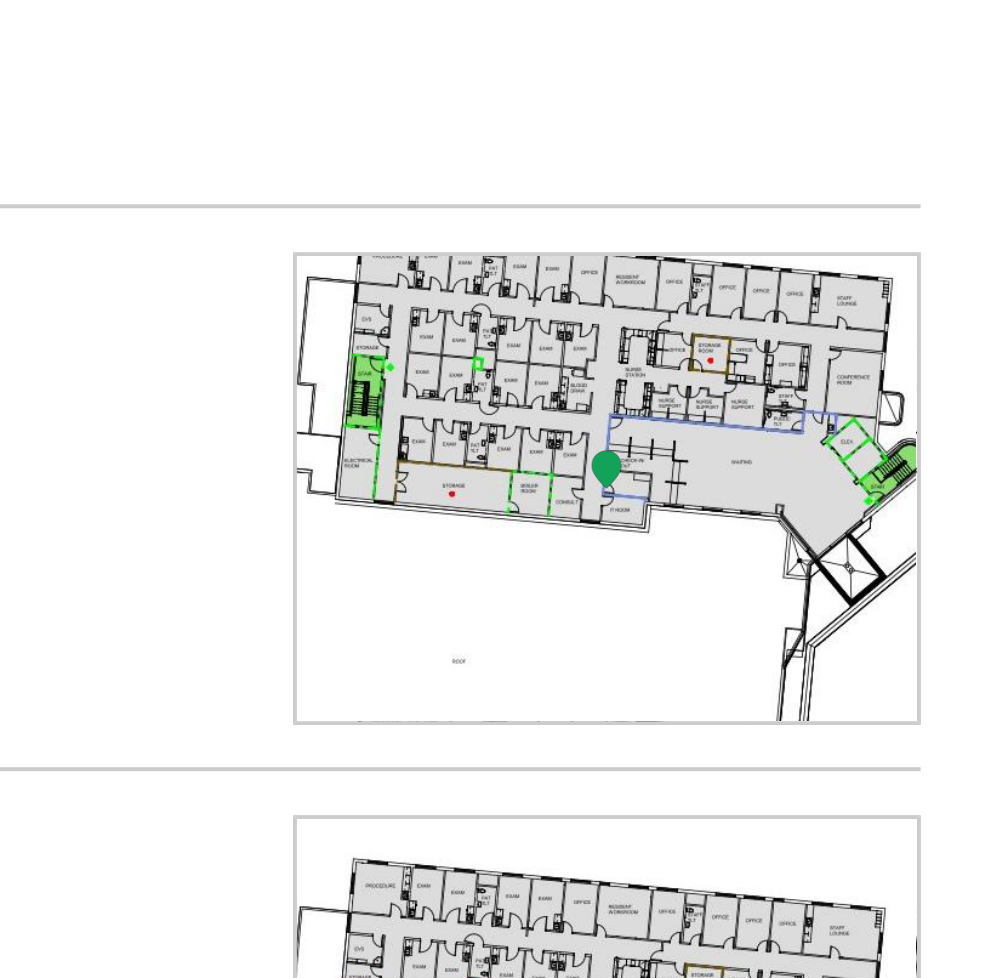 PROCEDURE
EXAM
EXAM
PAT
TLT
EXAM
EXAM
OFFICE
RESIDENT
WORKROOM
OFFICE
STAFF
TLT
OFFICE
OFFICE
OFFICE
STAFF
LOUNGE
EVS
EXAM
EXAM
PAT
TLT
EXAM
EXAM
EXAM
STORAGE
OFFICE
STORAGE
ROOM
OFFICE
OFFICE
STAIR
EXAM
EXAM
PAT
TLT
EXAM
EXAM
BLOOD
DRAW
NURSE
STATION
CONFERENCE
ROOM
NURSE
SUPPORT
NURSE
SUPPORT
NURSE
SUPPORT
STAFF
PUBLIC
TLT
EXAM
EXAM
PAT
TLT
EXAM
EXAM
EXAM
CHECK-IN
OUT
WAITING
ELEV.
ELECTRICAL
ROOM
STORAGE
BOILER
ROOM
CONSULT
IT ROOM
STAIR
ROOF
PROCEDURE
EXAM
EXAM
PAT
TLT
EXAM
EXAM
OFFICE
RESIDENT
WORKROOM
OFFICE
STAFF
TLT
OFFICE
OFFICE
OFFICE
STAFF
LOUNGE
EVS
EXAM
EXAM
PAT
TLT
EXAM
EXAM
EXAM
STORAGE
STORAGE